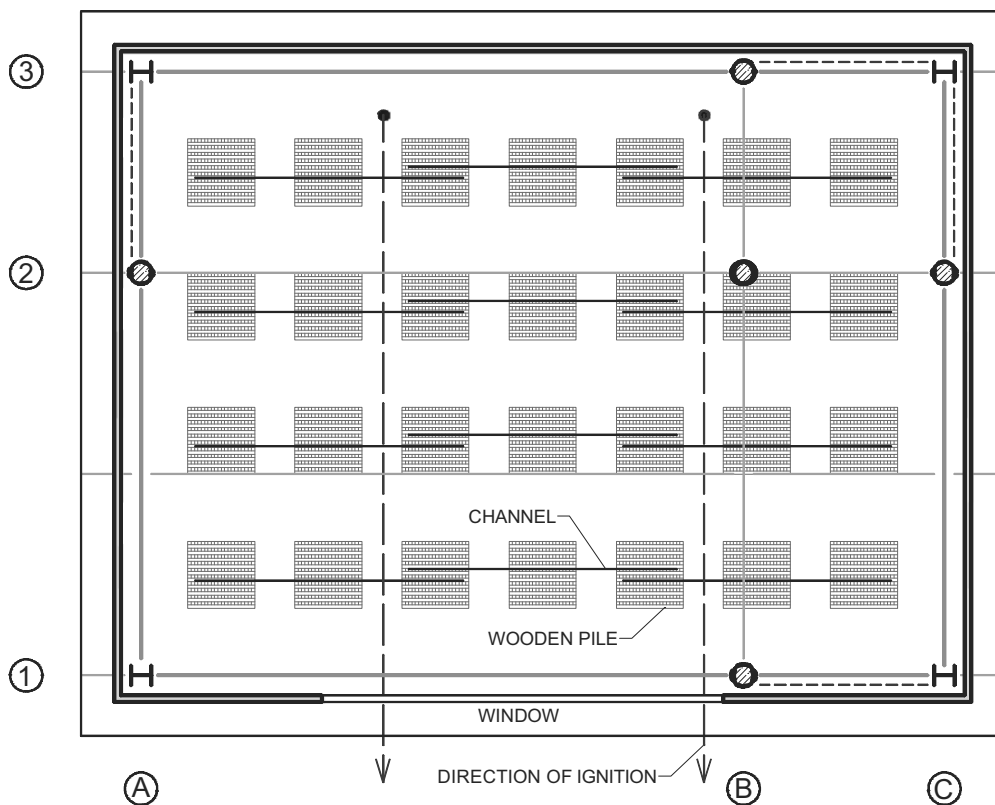 3
2
CHANNEL
WOODEN PILE
1
WINDOW
DIRECTION OF IGNITION
A
B
C